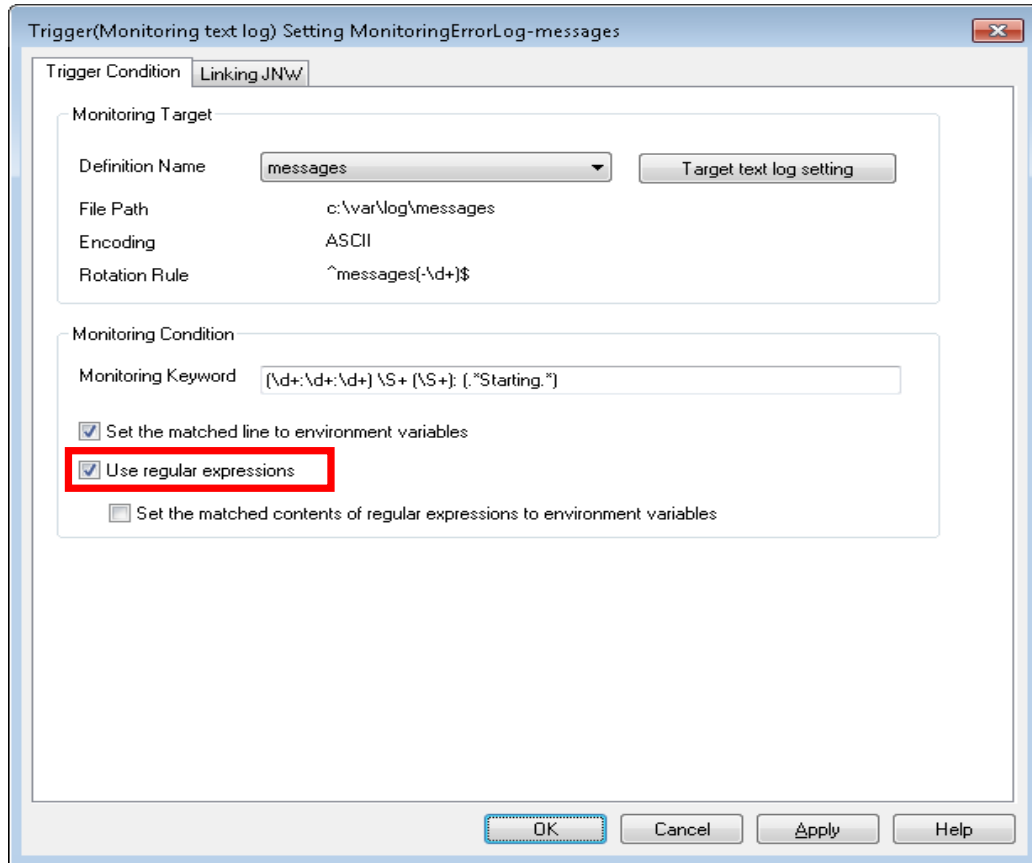 Trigger(Monitoring text log) Setting MonitoringErrorLog-messages
Trigger Condition Linking JNW
Monitoring Target
Definition Name messages Target text log setting
File Path c:\var\log\messages
Encoding ASCII
Rotation Rule ^messages(-\d+)$
Monitoring Condition
Monitoring Keyword (\d+:\d+:\d+) \S+ (\S+): (.*Starting.*)
Set the matched line to environment variables
Use regular expressions
Set the matched contents of regular expressions to environment variables
OK Cancel Apply Help